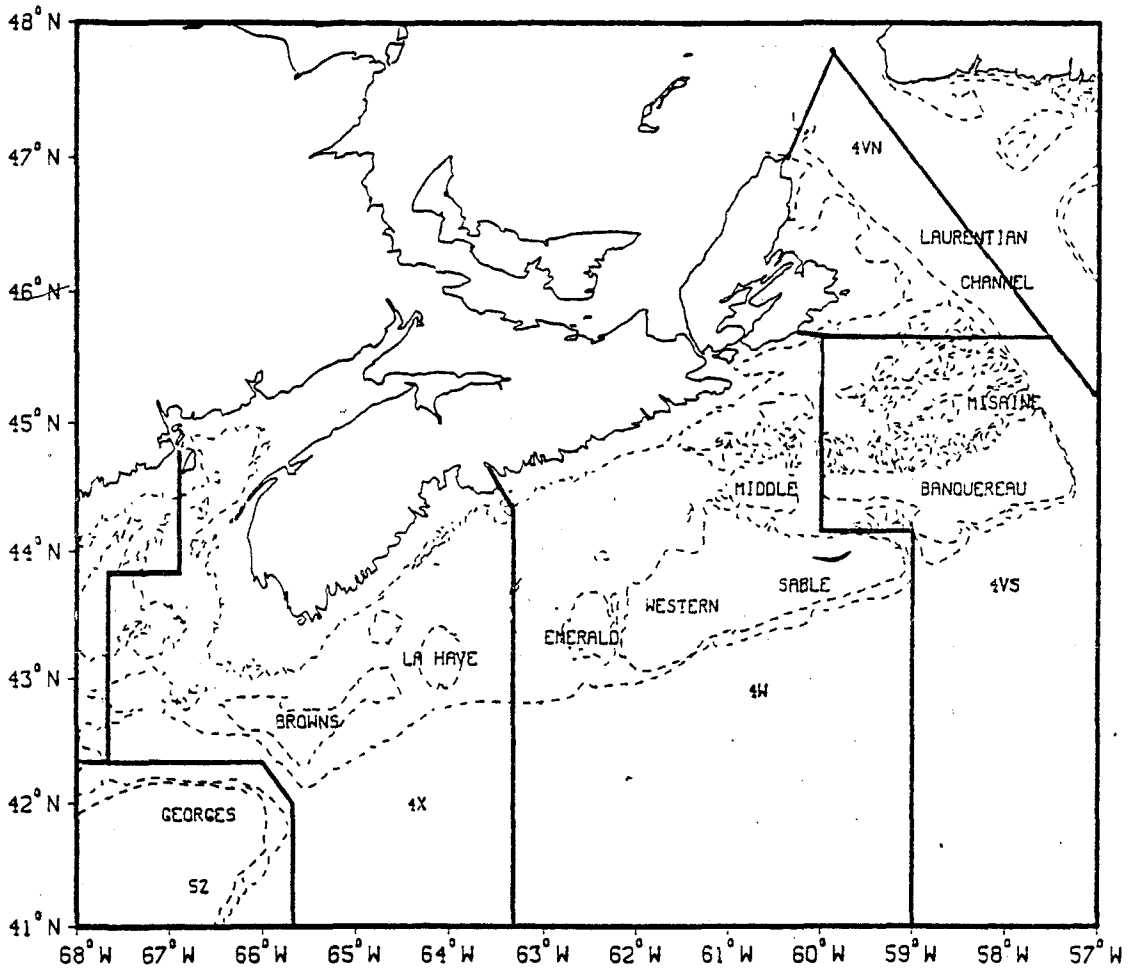 48° N
47° N
46° N
45° N
44° N
43° N
42° N
41° N
4VN
LAURENTIAN
CHANNEL
MISAINE
MIDDLE
BANQUEREAU
SABLE
4VS
WESTERN
EMERALD
LA HAVE
4W
BROWNS
4X
GEORGES
5Z
68° W 67° W 66° W 65° W 64° W 63° W 62° W 61° W 60° W 59° W 58° W 57° W